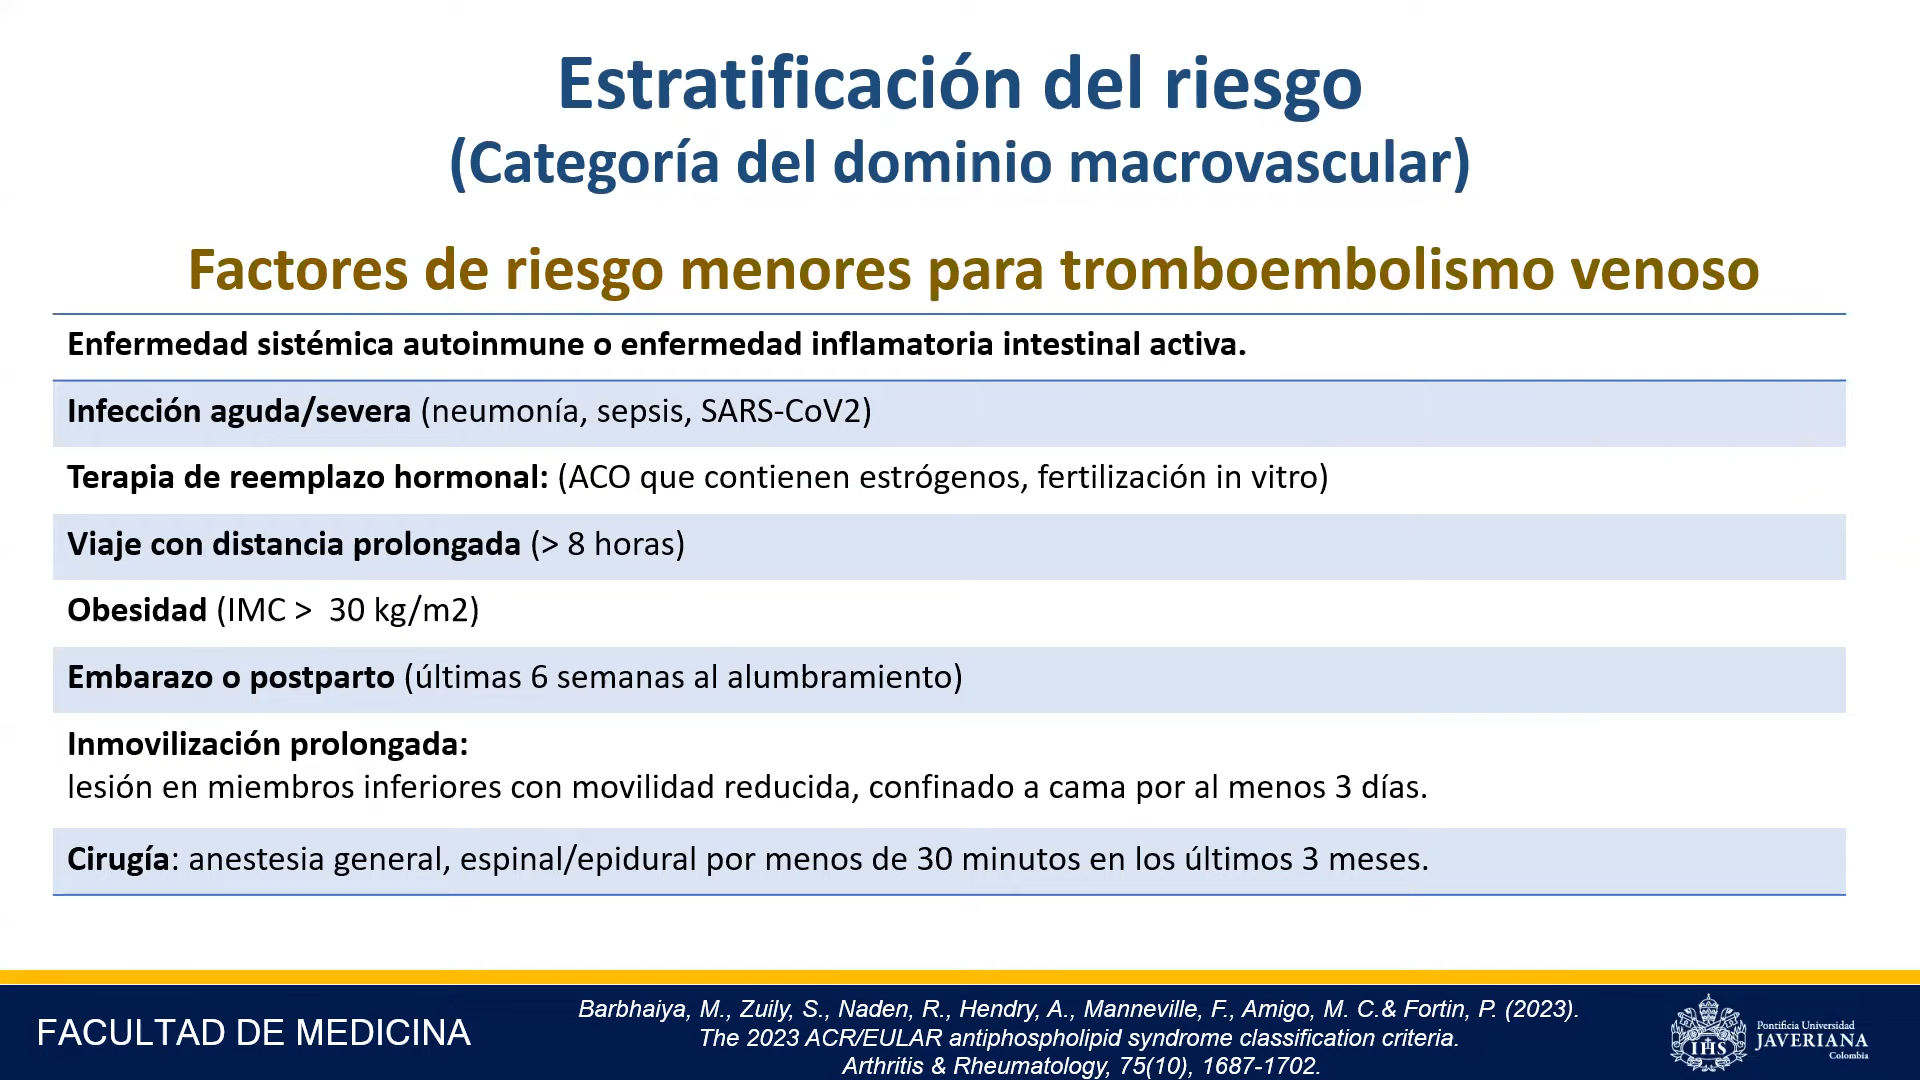 Estratificación del riesgo
(Categoría del dominio macrovascular)
Factores de riesgo menores para tromboembolismo venoso
Enfermedad sistémica autoinmune o enfermedad inflamatoria intestinal activa.
Infección aguda/severa (neumonía, sepsis, SARS-CoV2)
Terapia de reemplazo hormonal: (ACO que contienen estrógenos, fertilización in vitro)
Viaje con distancia prolongada (> 8 horas)
Obesidad (IMC > 30 kg/m2)
Embarazo o postparto (últimas 6 semanas al alumbramiento)
Inmovilización prolongada:
lesión en miembros inferiores con movilidad reducida, confinado a cama por al menos 3 días.
Cirugía: anestesia general, espinal/epidural por menos de 30 minutos en los últimos 3 meses.
FACULTAD DE MEDICINA
Barbhaiya, M., Zuily, S., Naden, R., Hendry, A., Manneville, F., Amigo, M. C.& Fortin, P. (2023).
The 2023 ACR/EULAR antiphospholipid syndrome classification criteria.
Arthritis & Rheumatology, 75(10), 1687-1702.
IHS
Pontificia Universidad
JAVERIANA
Colombia